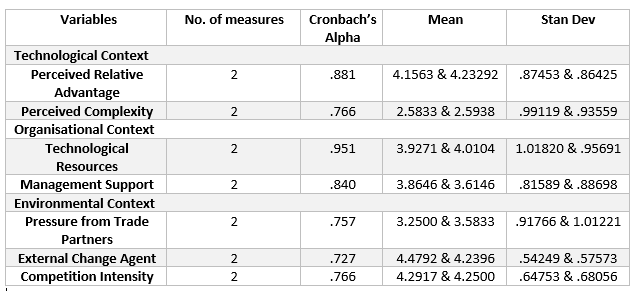 Variables No. of measures Cronbach's Alpha Mean Stan Dev
Technological Context
Perceived Relative Advantage 2 .881 4.1563 & 4.23292 .87453 & .86425
Perceived Complexity 2 .766 2.5833 & 2.5938 .99119 & .93559
Organisational Context
Technological Resources 2 .951 3.9271 & 4.0104 1.01820 & .95691
Management Support 2 .840 3.8646 & 3.6146 .81589 & .88698
Environmental Context
Pressure from Trade Partners 2 .757 3.2500 & 3.5833 .91766 & 1.01221
External Change Agent 2 .727 4.4792 & 4.2396 .54249 & .57573
Competition Intensity 2 .766 4.2917 & 4.2500 .64753 & .68056